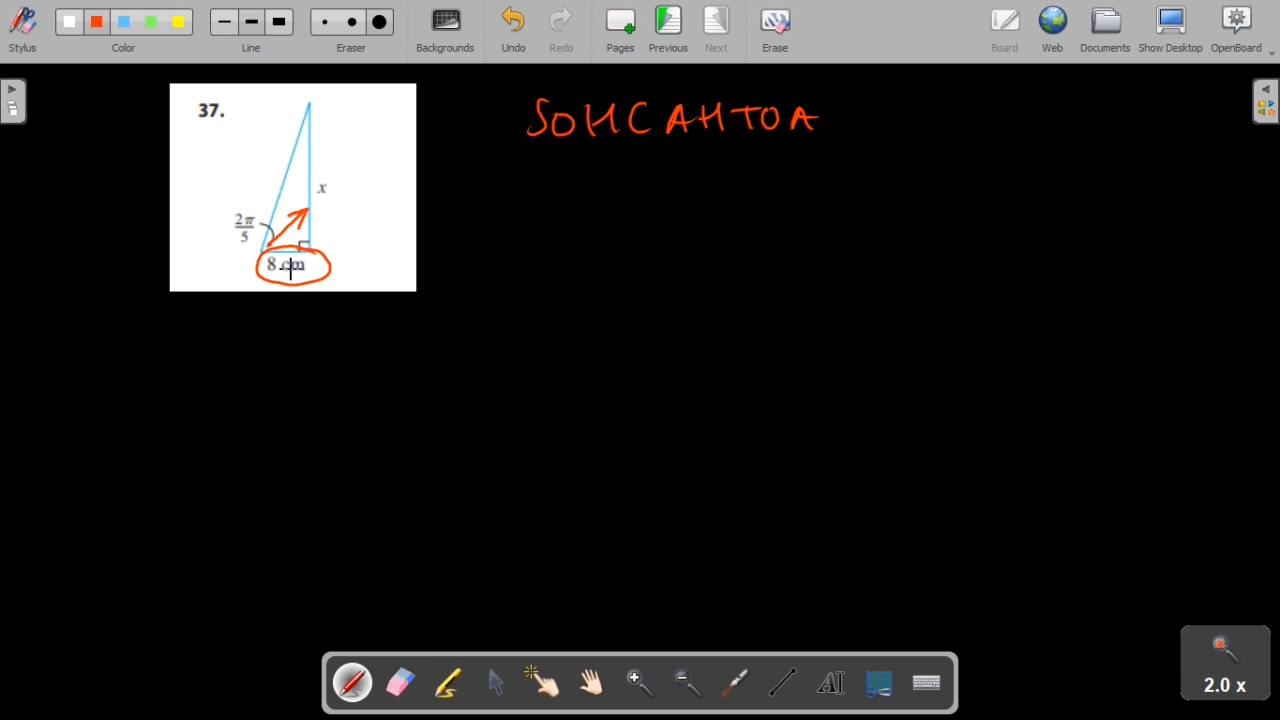 Stylus
Color
Line
Eraser
Backgrounds
Undo
Redo
Pages
Previous
Next
Erase
Board
Web
Documents
Show Desktop
OpenBoard
37.
SOHCAHTOA
x
2π
5
8 cm
AI
2.0 x